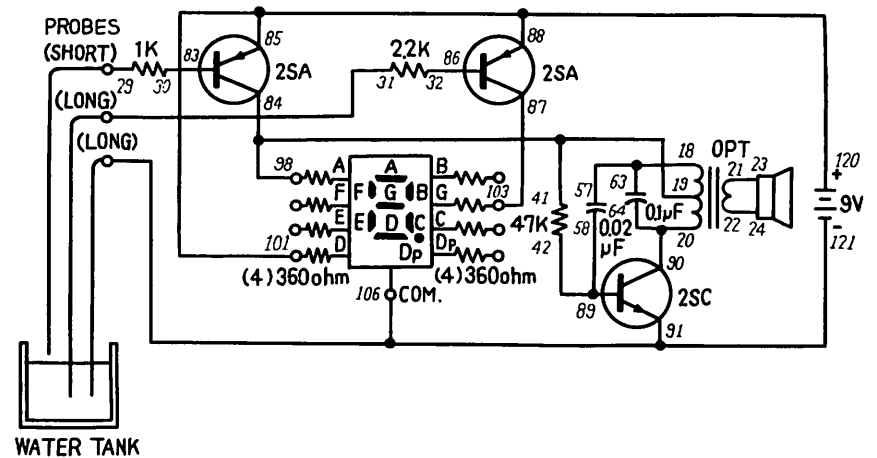 PROBES
(SHORT)
1K
83
85
2SA
84
29
30
2.2K
86
88
2SA
31
32
87
(LONG)
(LONG)
98
A
A
B
F
F
G
B
G
103
E
E
D
C
C
101
D
Dp
Dp
(4)360ohm
(4)360ohm
106
COM.
41
47K
42
57
58
0.02
µF
63
64
0.1µF
18
19
20
OPT
21
22
23
24
120
+
9V
-
121
90
2SC
89
91
WATER TANK